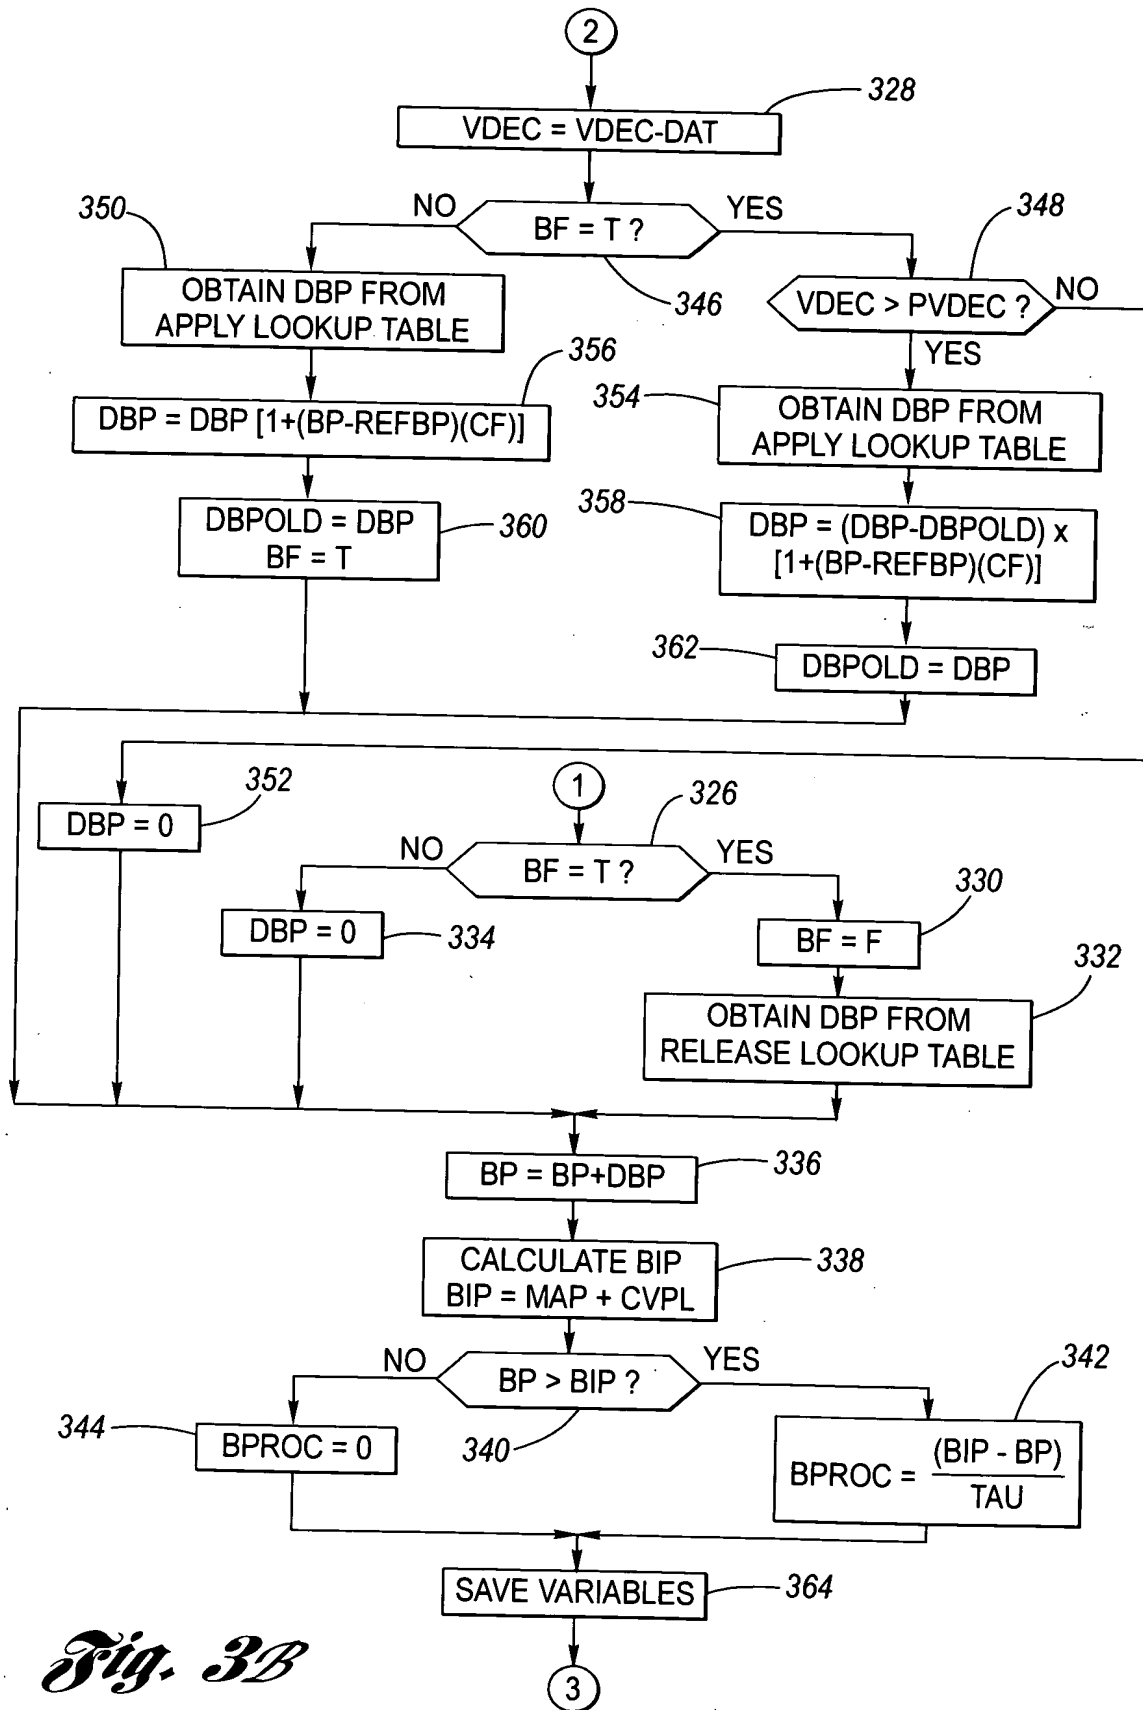 2
328
VDEC = VDEC-DAT
350
NO
BF = T ?
YES
348
346
OBTAIN DBP FROM
APPLY LOOKUP TABLE
VDEC > PVDEC ?
NO
YES
356
DBP = DBP [1+(BP-REFBP)(CF)]
354
OBTAIN DBP FROM
APPLY LOOKUP TABLE
DBPOLD = DBP
BF = T
360
358
DBP = (DBP-DBPOLD) x
[1+(BP-REFBP)(CF)]
362
DBPOLD = DBP
352
DBP = 0
1
326
NO
BF = T ?
YES
DBP = 0
334
330
BF = F
332
OBTAIN DBP FROM
RELEASE LOOKUP TABLE
BP = BP+DBP
336
CALCULATE BIP
BIP = MAP + CVPL
338
NO
BP > BIP ?
YES
342
344
BPROC = 0
340
BPROC = (BIP - BP)
TAU
SAVE VARIABLES
364
Fig. 3B
3